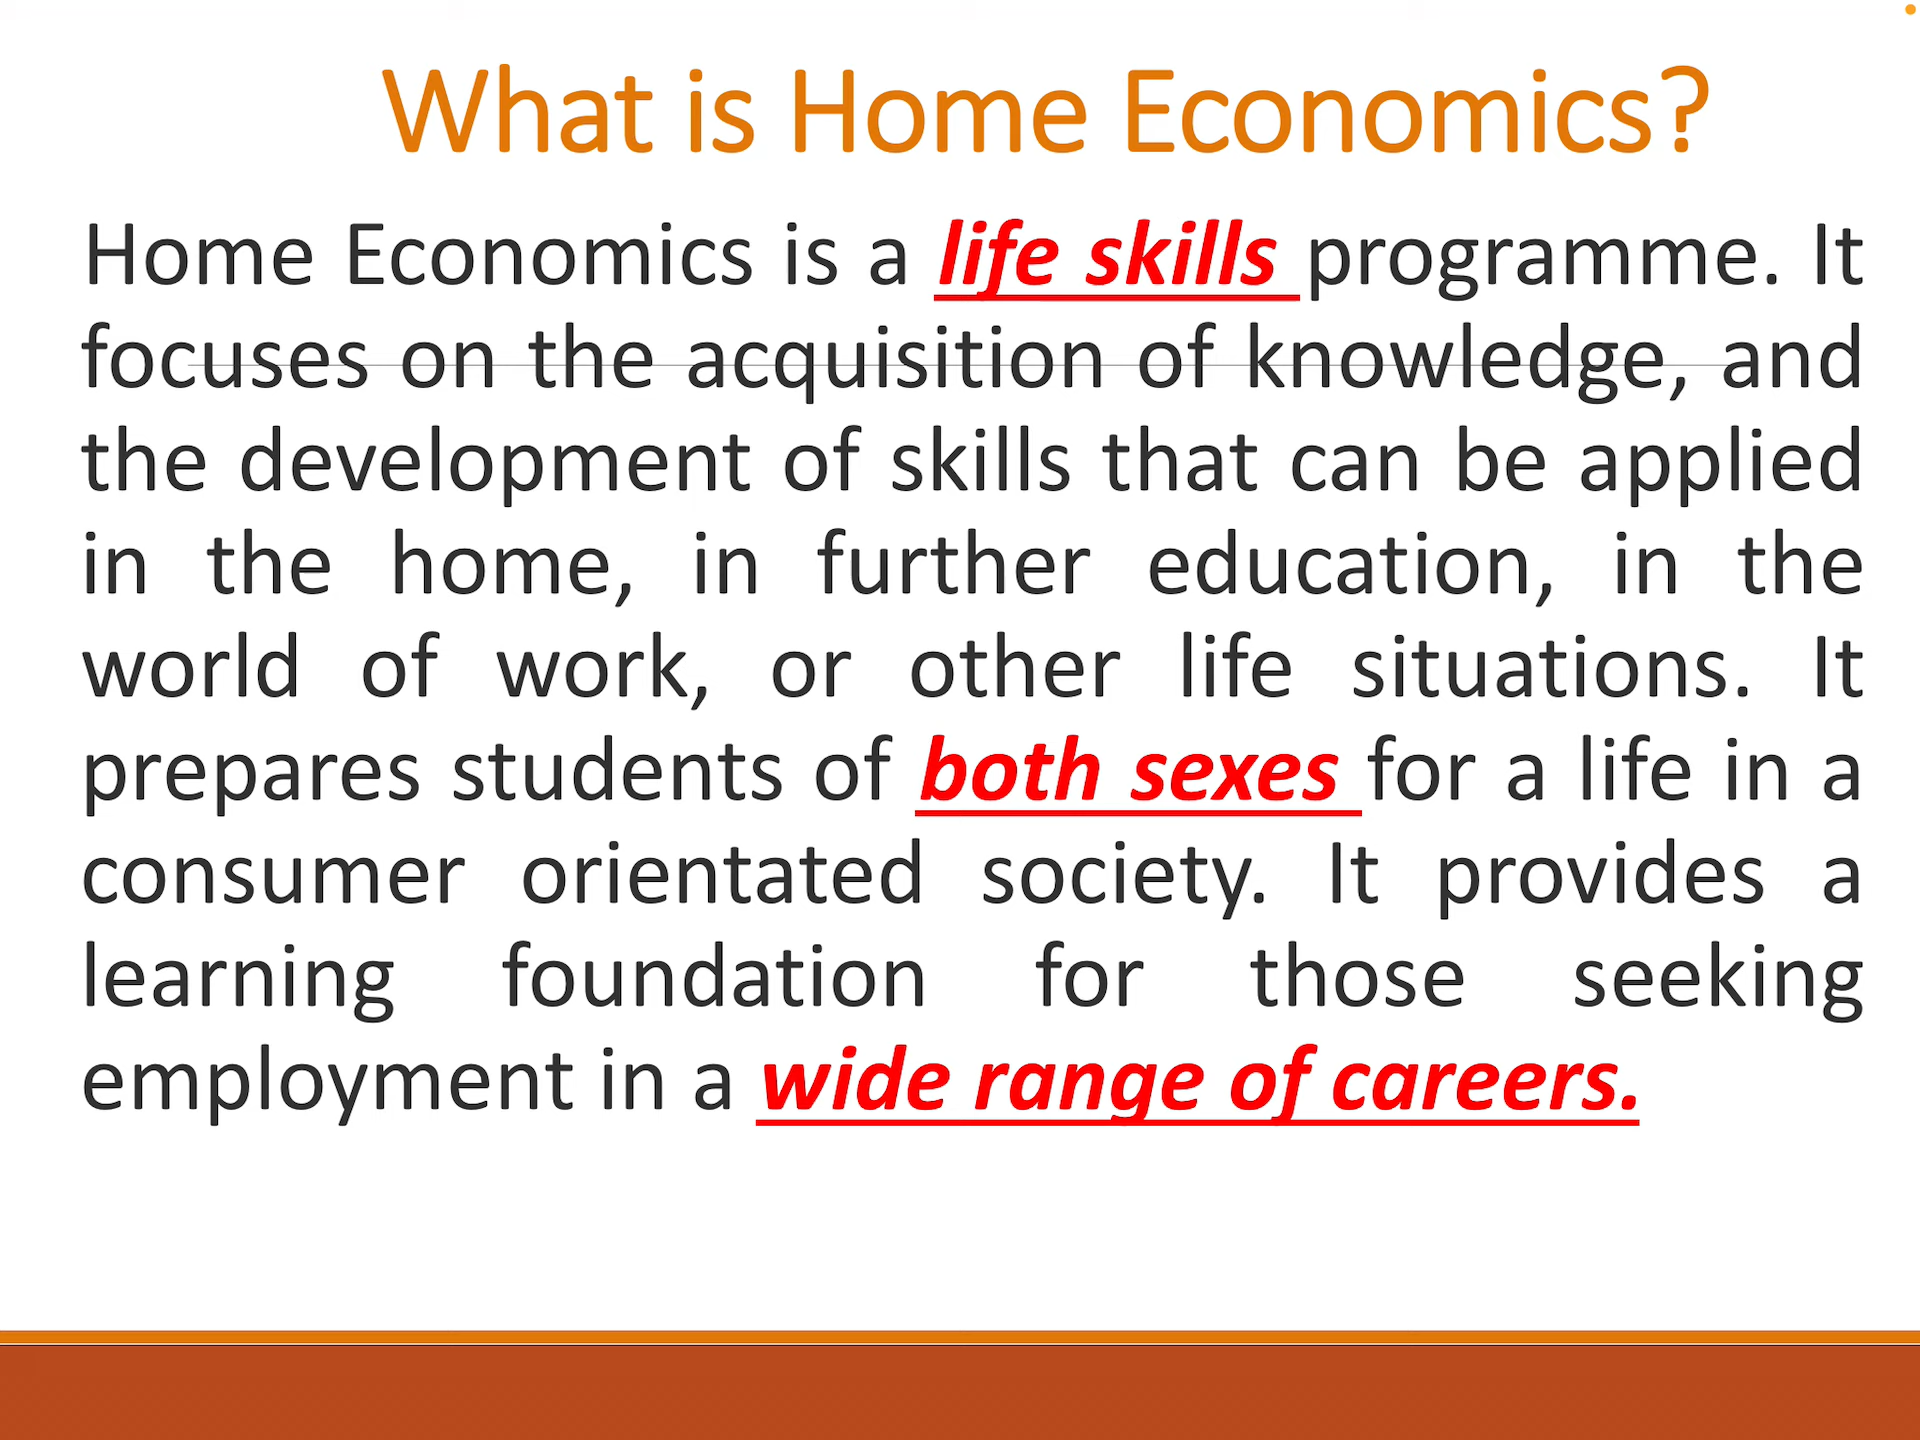 What is Home Economics?
Home Economics is a life skills programme. It
focuses on the acquisition of knowledge, and
the development of skills that can be applied
in the home, in further education, in the
world of work, or other life situations. It
prepares students of both sexes for a life in a
consumer orientated society. It provides a
learning foundation for those seeking
employment in a wide range of careers.